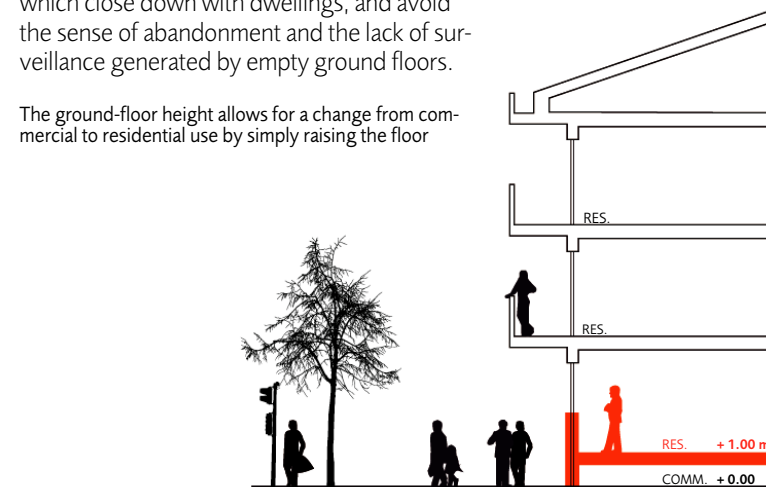 which close down with dwellings, and avoid
the sense of abandonment and the lack of sur-
veillance generated by empty ground floors.
The ground-floor height allows for a change from com-
mercial to residential use by simply raising the floor
RES.
RES.
RES. + 1.00 m
COMM. + 0.00